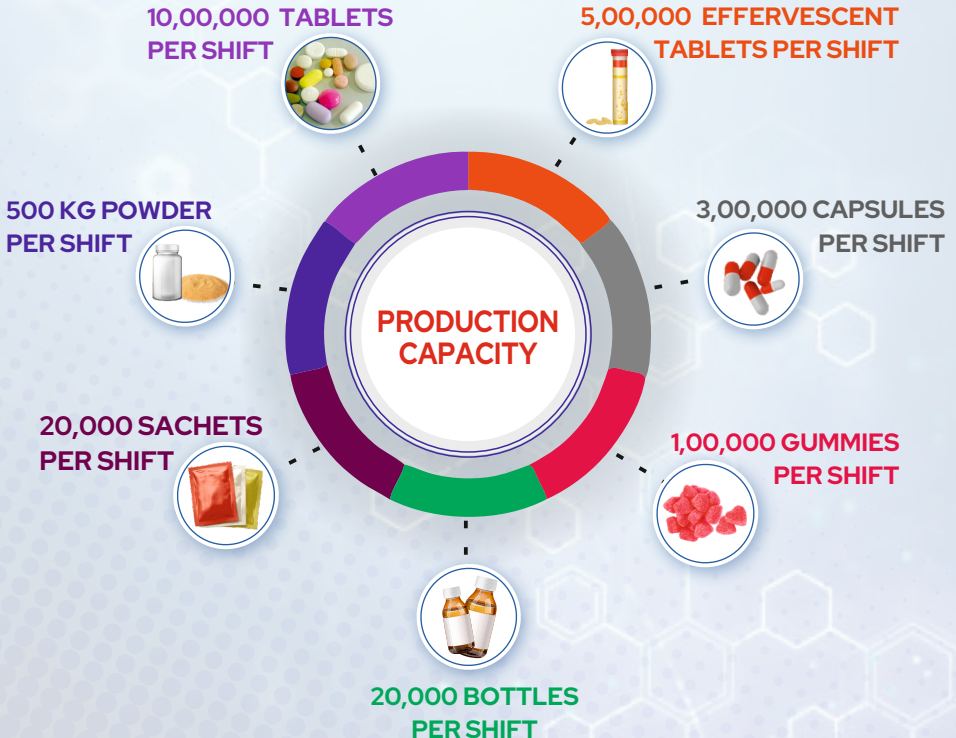 10,00,000 TABLETS
PER SHIFT
5,00,000 EFFERVESCENT
TABLETS PER SHIFT
500 KG POWDER
PER SHIFT
3,00,000 CAPSULES
PER SHIFT
PRODUCTION
CAPACITY
20,000 SACHETS
PER SHIFT
1,00,000 GUMMIES
PER SHIFT
20,000 BOTTLES
PER SHIFT